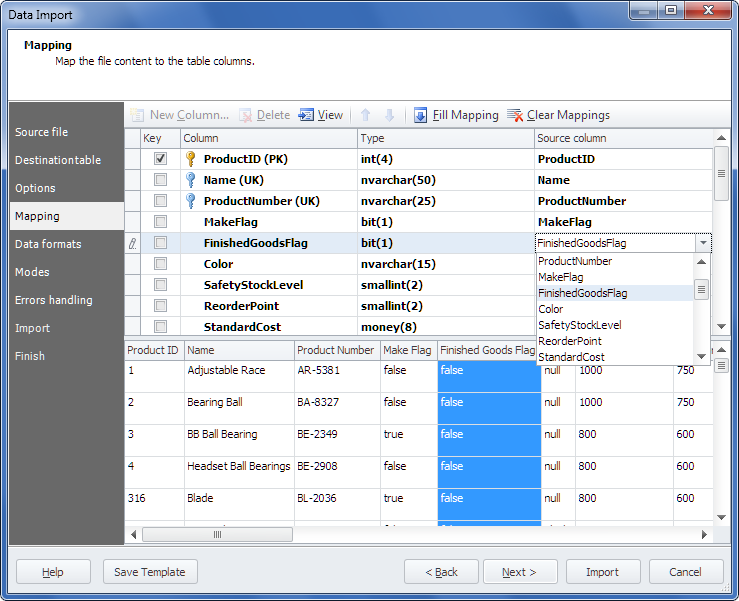 Data Import
Mapping
Map the file content to the table columns.
Source file
Destinationtable
Options
Mapping
Data formats
Modes
Errors handling
Import
Finish
New Column... Delete View Fill Mapping Clear Mappings
Key Column Type Source column
ProductID (PK) int(4) ProductID
Name (UK) nvarchar(50) Name
ProductNumber (UK) nvarchar(25) ProductNumber
MakeFlag bit(1) MakeFlag
FinishedGoodsFlag bit(1) FinishedGoodsFlag
Color nvarchar(15)
SafetyStockLevel smallint(2)
ReorderPoint smallint(2)
StandardCost money(8)
ProductNumber
MakeFlag
FinishedGoodsFlag
Color
SafetyStockLevel
ReorderPoint
StandardCost
Product ID Name Product Number Make Flag Finished Goods Flag
1 Adjustable Race AR-5381 false false null 1000 750
2 Bearing Ball BA-8327 false false null 1000 750
3 BB Ball Bearing BE-2349 true false null 800 600
4 Headset Ball Bearings BE-2908 false false null 800 600
316 Blade BL-2036 true false null 800 600
Help Save Template < Back Next > Import Cancel